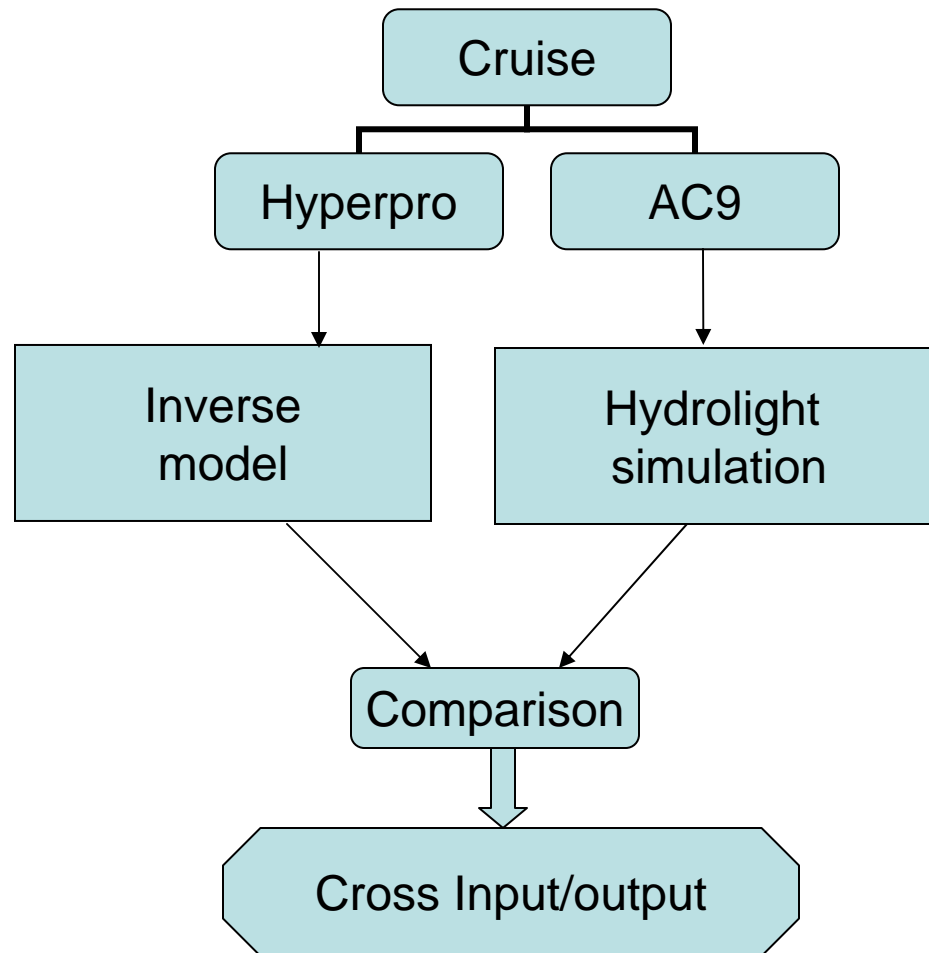 Cruise
Hyperpro
AC9
Inverse
model
Hydrolight
simulation
Comparison
Cross Input/output